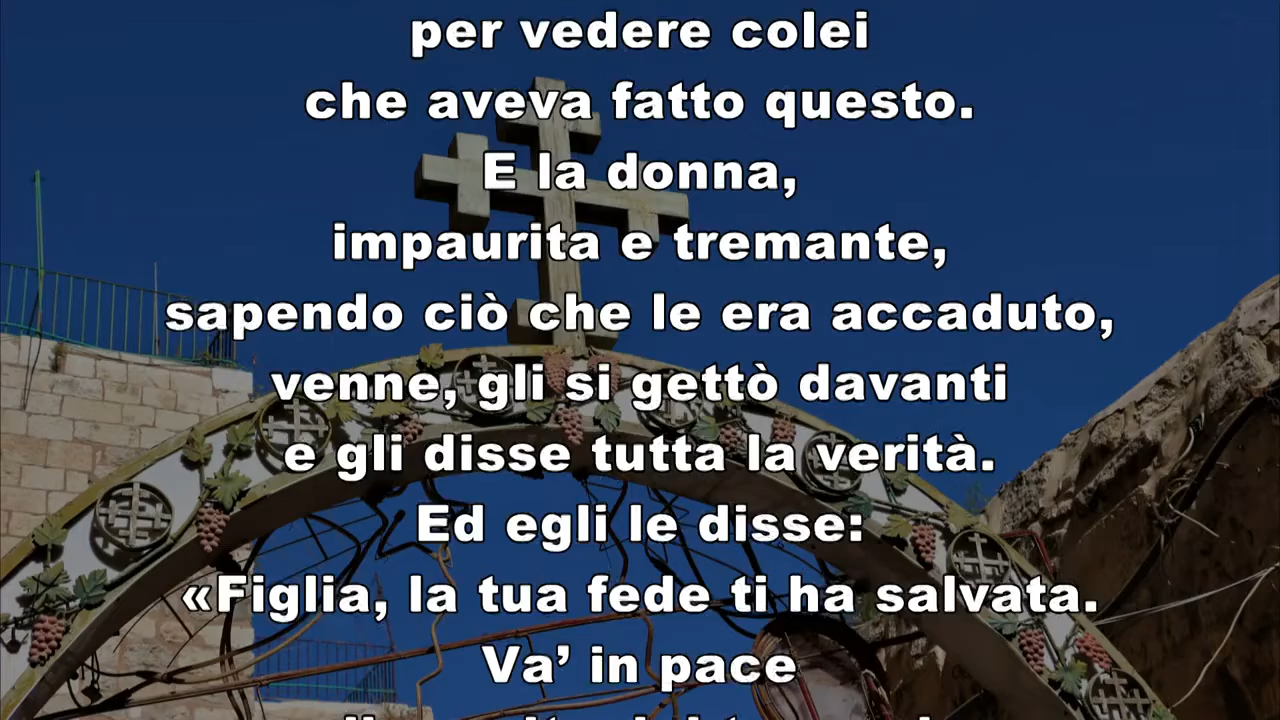 per vedere colei
che aveva fatto questo.
E la donna,
impaurita e tremante,
sapendo ciò che le era accaduto,
venne, gli si gettò davanti
e gli disse tutta la verità.
Ed egli le disse:
«Figlia, la tua fede ti ha salvata.
Va’ in pace